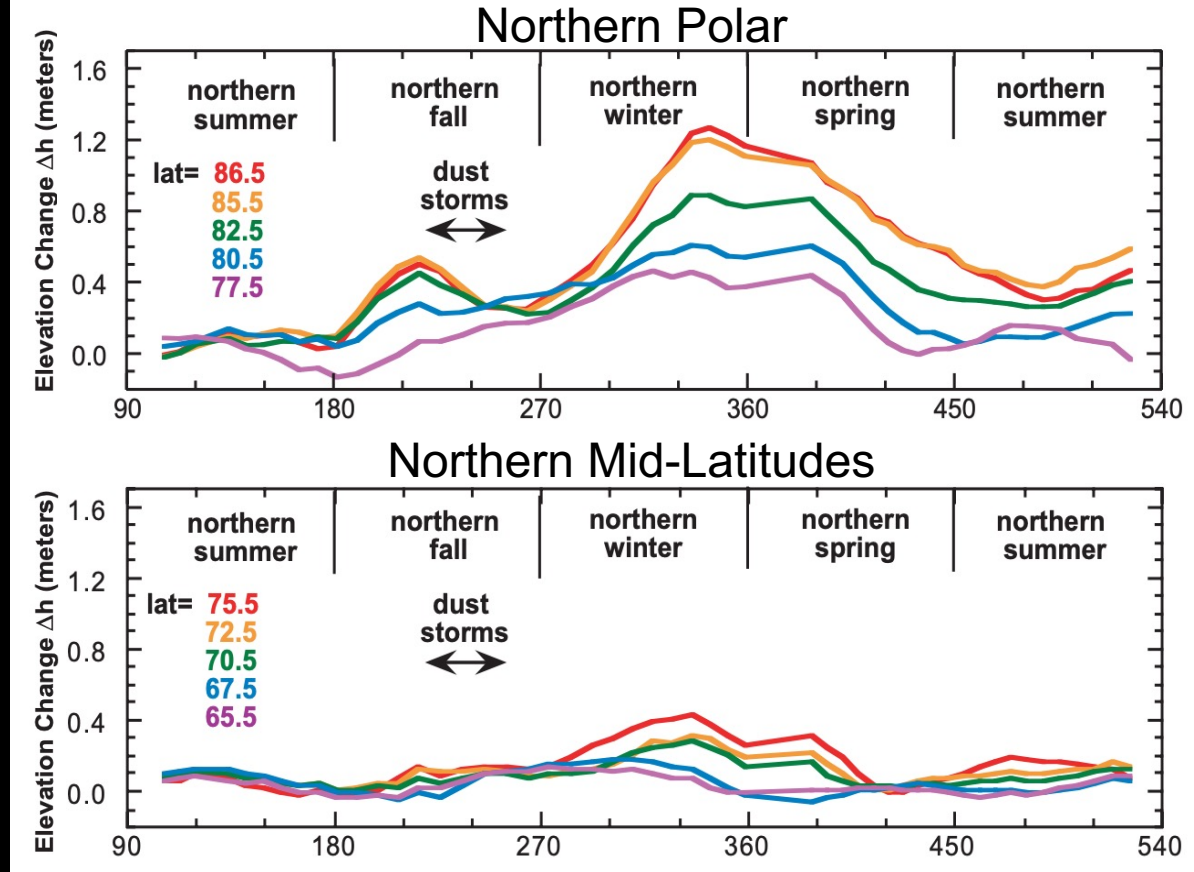 Northern Polar
Elevation Change Δh (meters)
1.6
1.2
0.8
0.4
0.0
northern
summer
northern
fall
northern
winter
northern
spring
northern
summer
lat= 86.5
85.5
82.5
80.5
77.5
dust
storms
90 180 270 360 450 540
Northern Mid-Latitudes
Elevation Change Δh (meters)
1.6
1.2
0.8
0.4
0.0
northern
summer
northern
fall
northern
winter
northern
spring
northern
summer
lat= 75.5
72.5
70.5
67.5
65.5
dust
storms
90 180 270 360 450 540